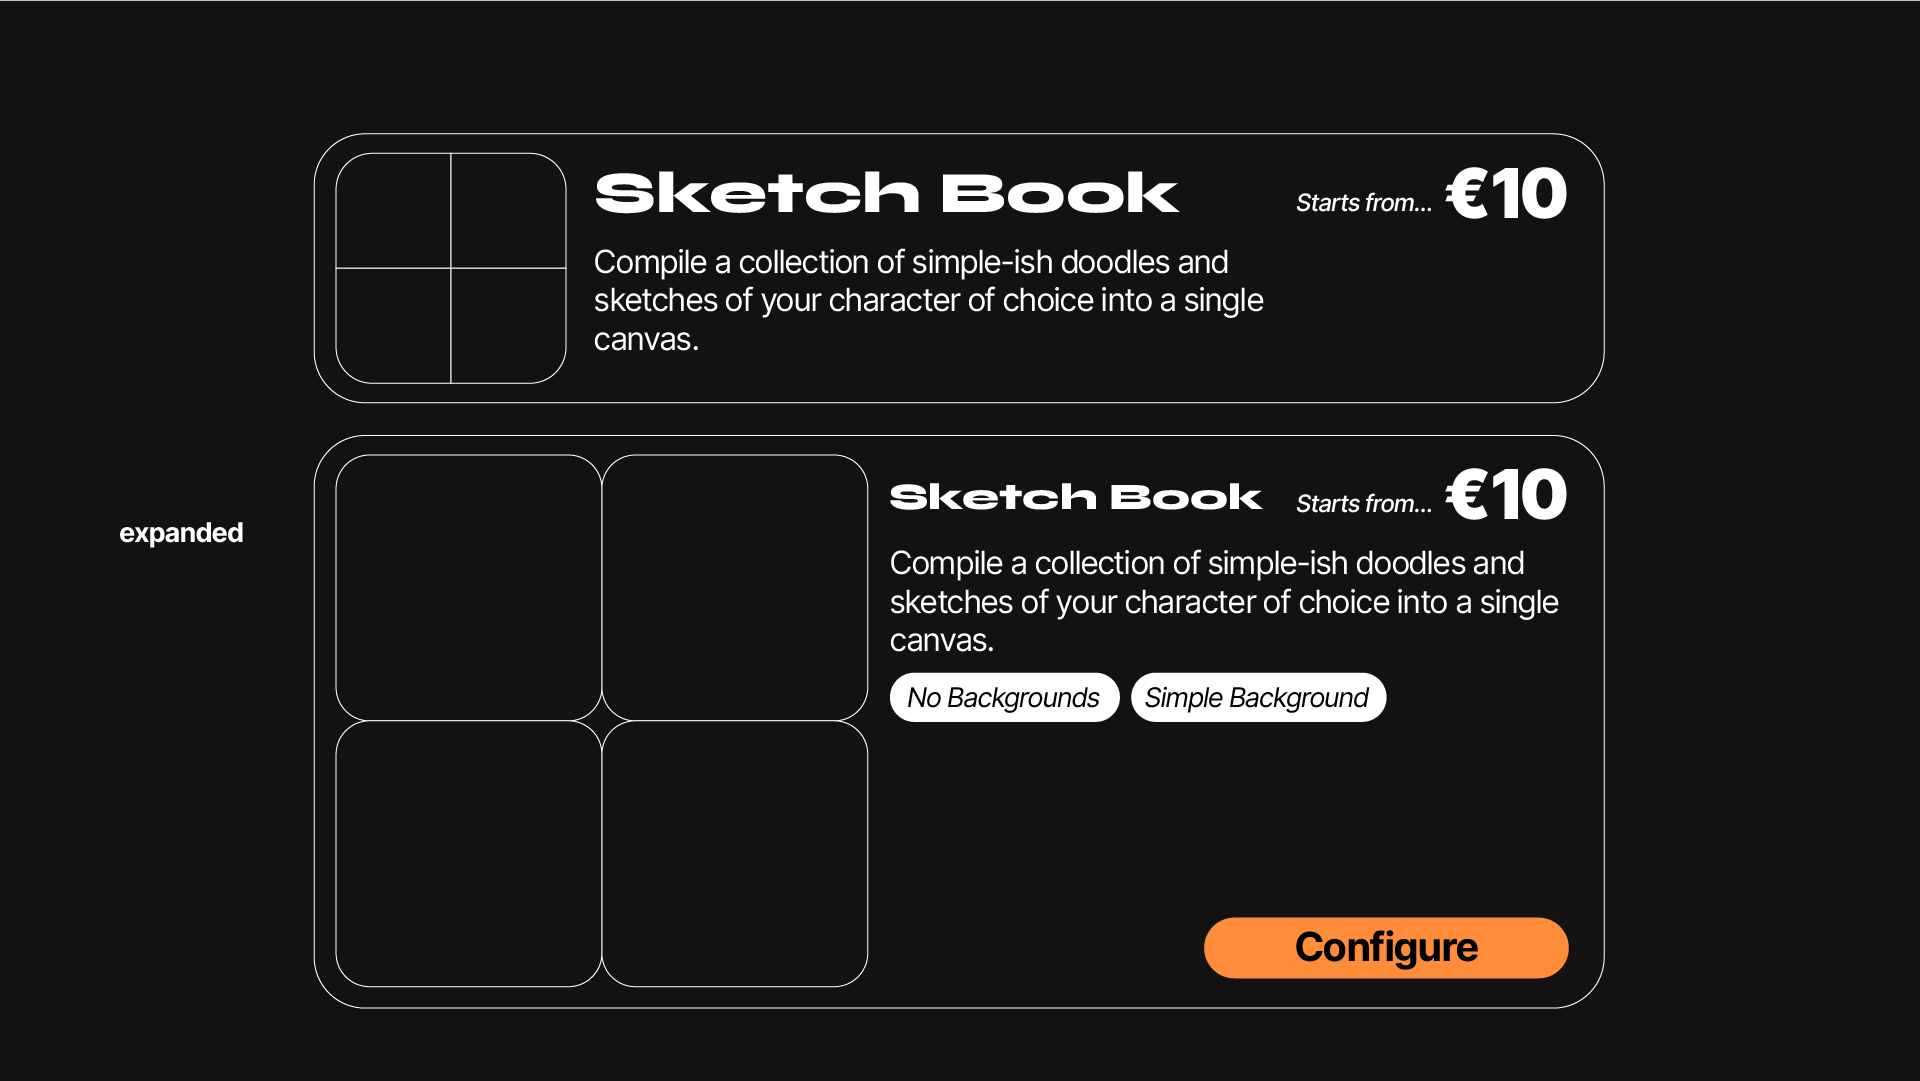 Sketch Book
Starts from... €10
Compile a collection of simple-ish doodles and
sketches of your character of choice into a single
canvas.
expanded
Sketch Book
Starts from... €10
Compile a collection of simple-ish doodles and
sketches of your character of choice into a single
canvas.
No Backgrounds
Simple Background
Configure